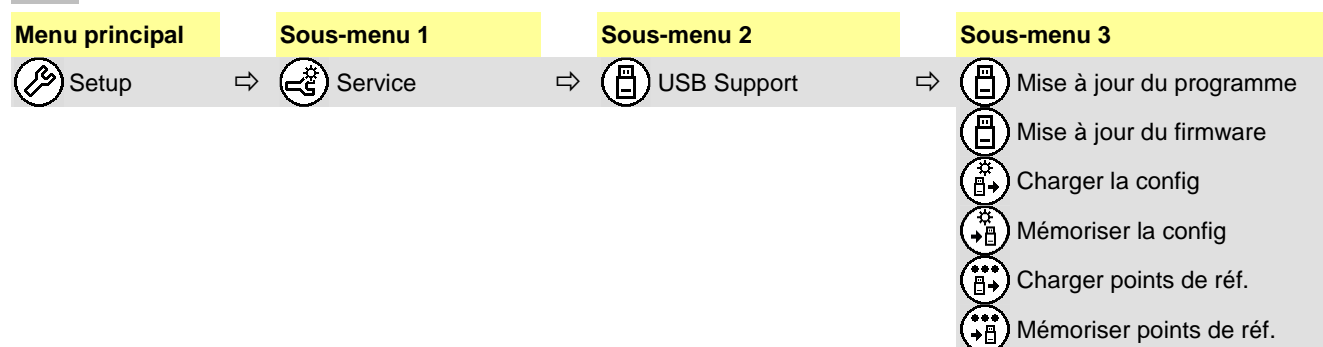 Menu principal Sous-menu 1 Sous-menu 2 Sous-menu 3
Setup ⇨ Service ⇨ USB Support ⇨ Mise à jour du programme
Mise à jour du firmware
Charger la config
Mémoriser la config
Charger points de réf.
Mémoriser points de réf.